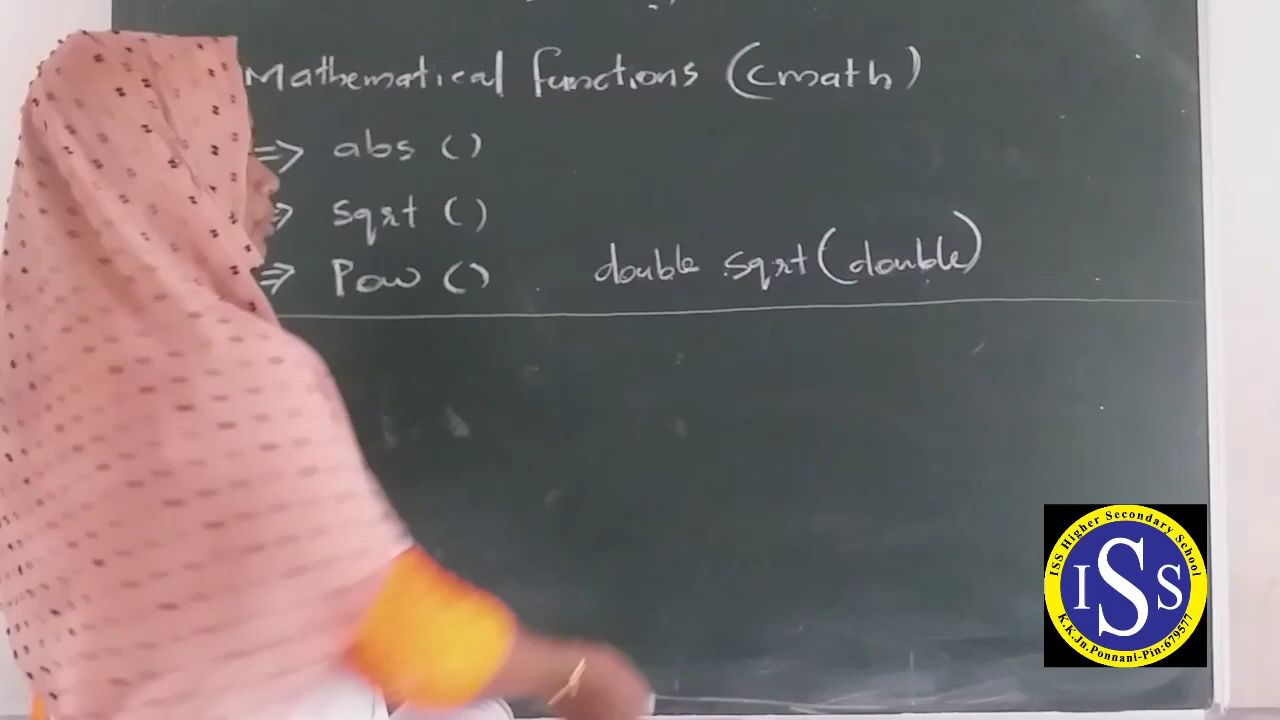 Mathematical functions (cmath)
=> abs ()
=> sqrt ()
=> Pow ()
double sqrt (double)
ISS Higher Secondary School
ISS
K.K.Jn.Ponnani-Pin:679577